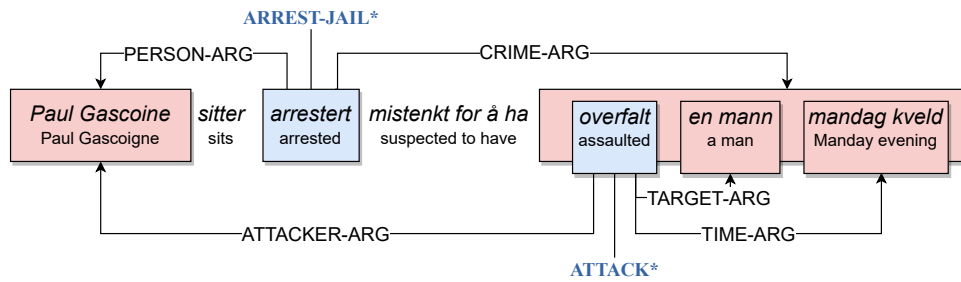 ARREST-JAIL*
PERSON-ARG CRIME-ARG
Paul Gascoine sitter arrestert mistenkt for å ha overfalt en mann mandag kveld
Paul Gascoigne sits arrested suspected to have assaulted a man Manday evening
TARGET-ARG
ATTACKER-ARG TIME-ARG
ATTACK*